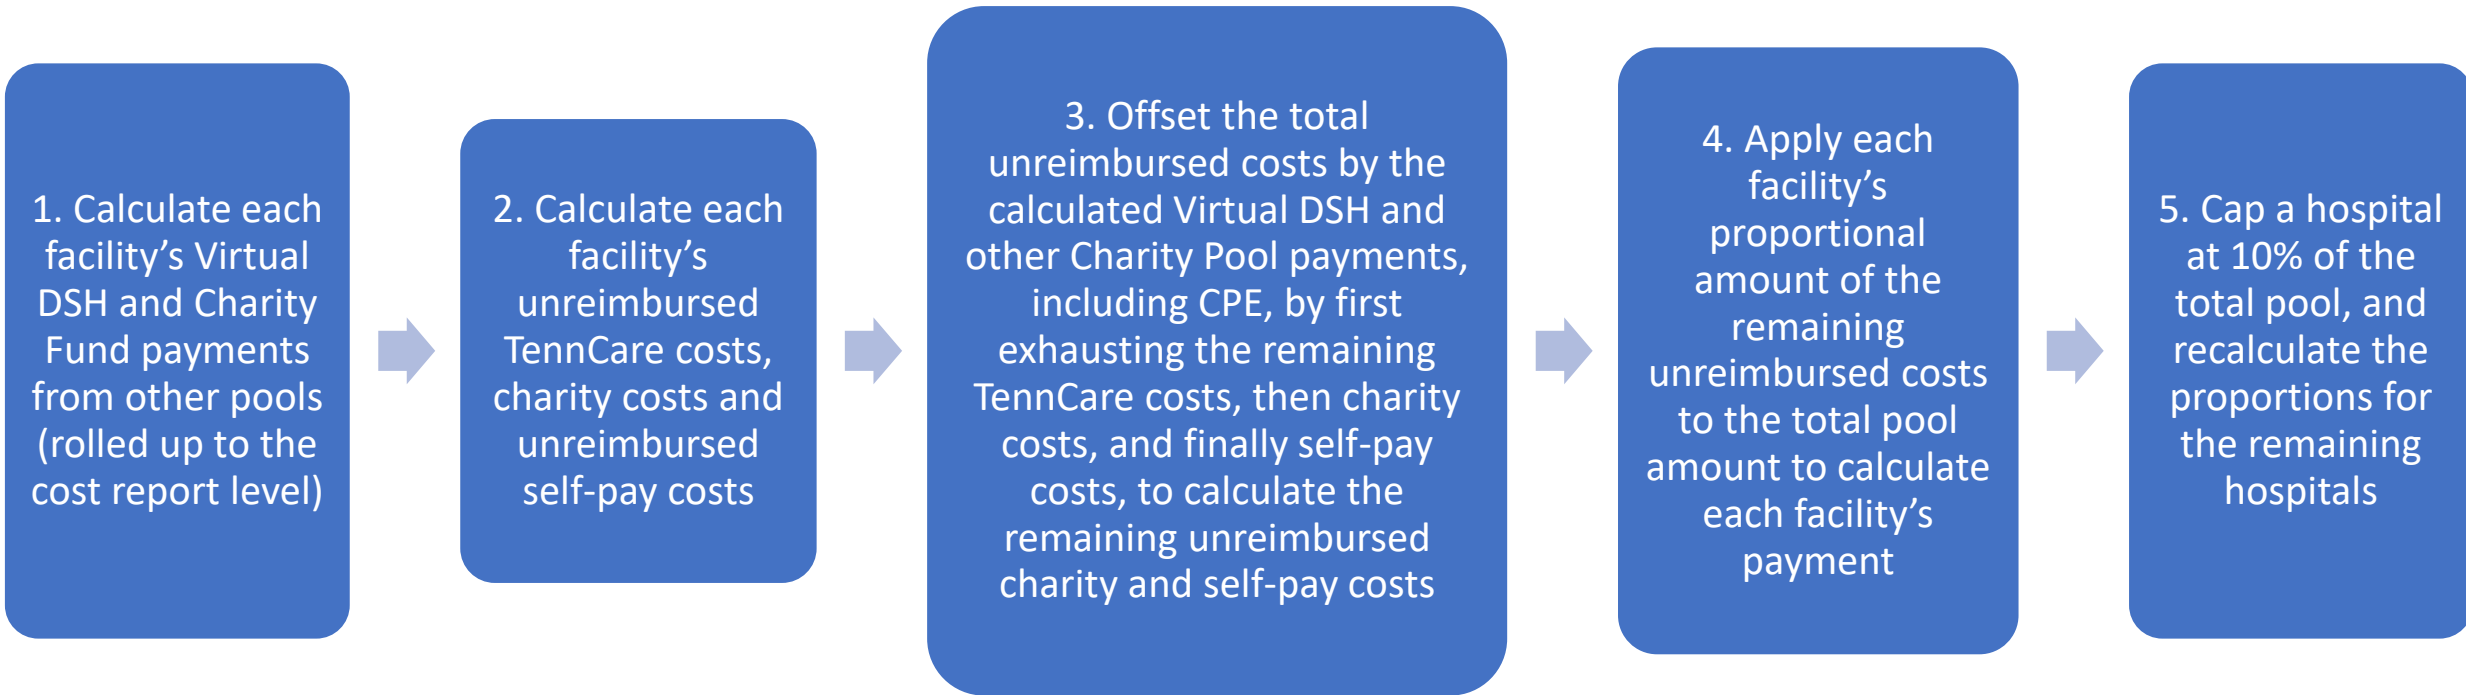 1. Calculate each
facility’s Virtual
DSH and Charity
Fund payments
from other pools
(rolled up to the
cost report level)
2. Calculate each
facility’s
unreimbursed
TennCare costs,
charity costs and
unreimbursed
self-pay costs
3. Offset the total
unreimbursed costs by the
calculated Virtual DSH and
other Charity Pool payments,
including CPE, by first
exhausting the remaining
TennCare costs, then charity
costs, and finally self-pay
costs, to calculate the
remaining unreimbursed
charity and self-pay costs
4. Apply each
facility’s
proportional
amount of the
remaining
unreimbursed costs
to the total pool
amount to calculate
each facility’s
payment
5. Cap a hospital
at 10% of the
total pool, and
recalculate the
proportions for
the remaining
hospitals